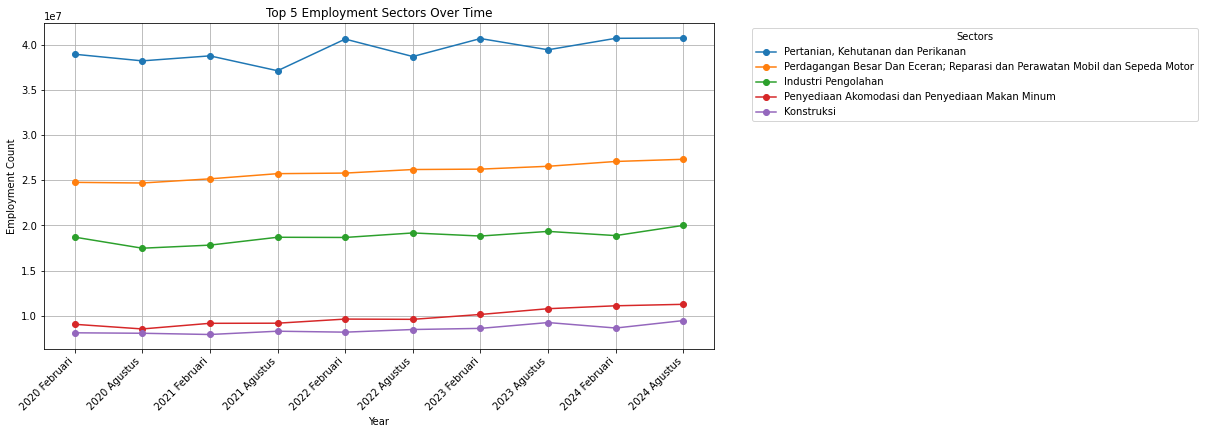 Top 5 Employment Sectors Over Time
1e7
4.0
3.5
3.0
2.5
2.0
1.5
1.0
Employment Count
2020 Februari
2020 Agustus
2021 Februari
2021 Agustus
2022 Februari
2022 Agustus
2023 Februari
2023 Agustus
2024 Februari
2024 Agustus
Year
Sectors
Pertanian, Kehutanan dan Perikanan
Perdagangan Besar Dan Eceran; Reparasi dan Perawatan Mobil dan Sepeda Motor
Industri Pengolahan
Penyediaan Akomodasi dan Penyediaan Makan Minum
Konstruksi